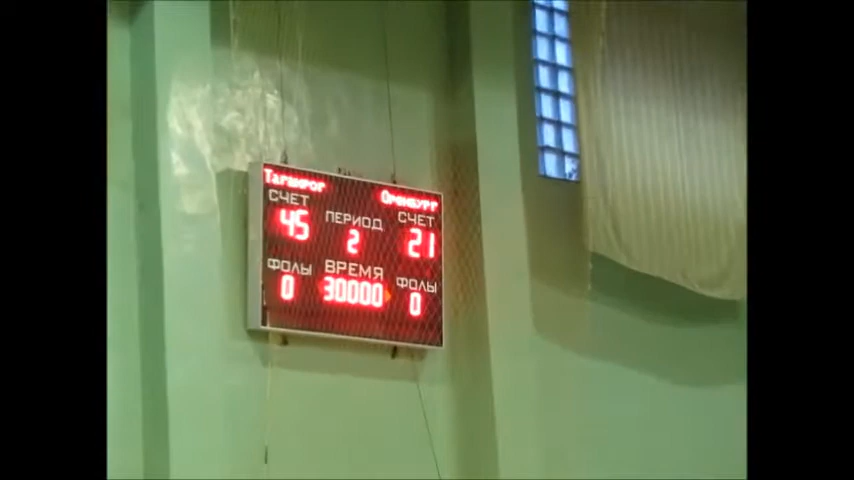 Таганрог Оренбург
СЧЕТ ПЕРИОД СЧЕТ
45 2 21
ФОЛЫ ВРЕМЯ ФОЛЫ
0 30000 0